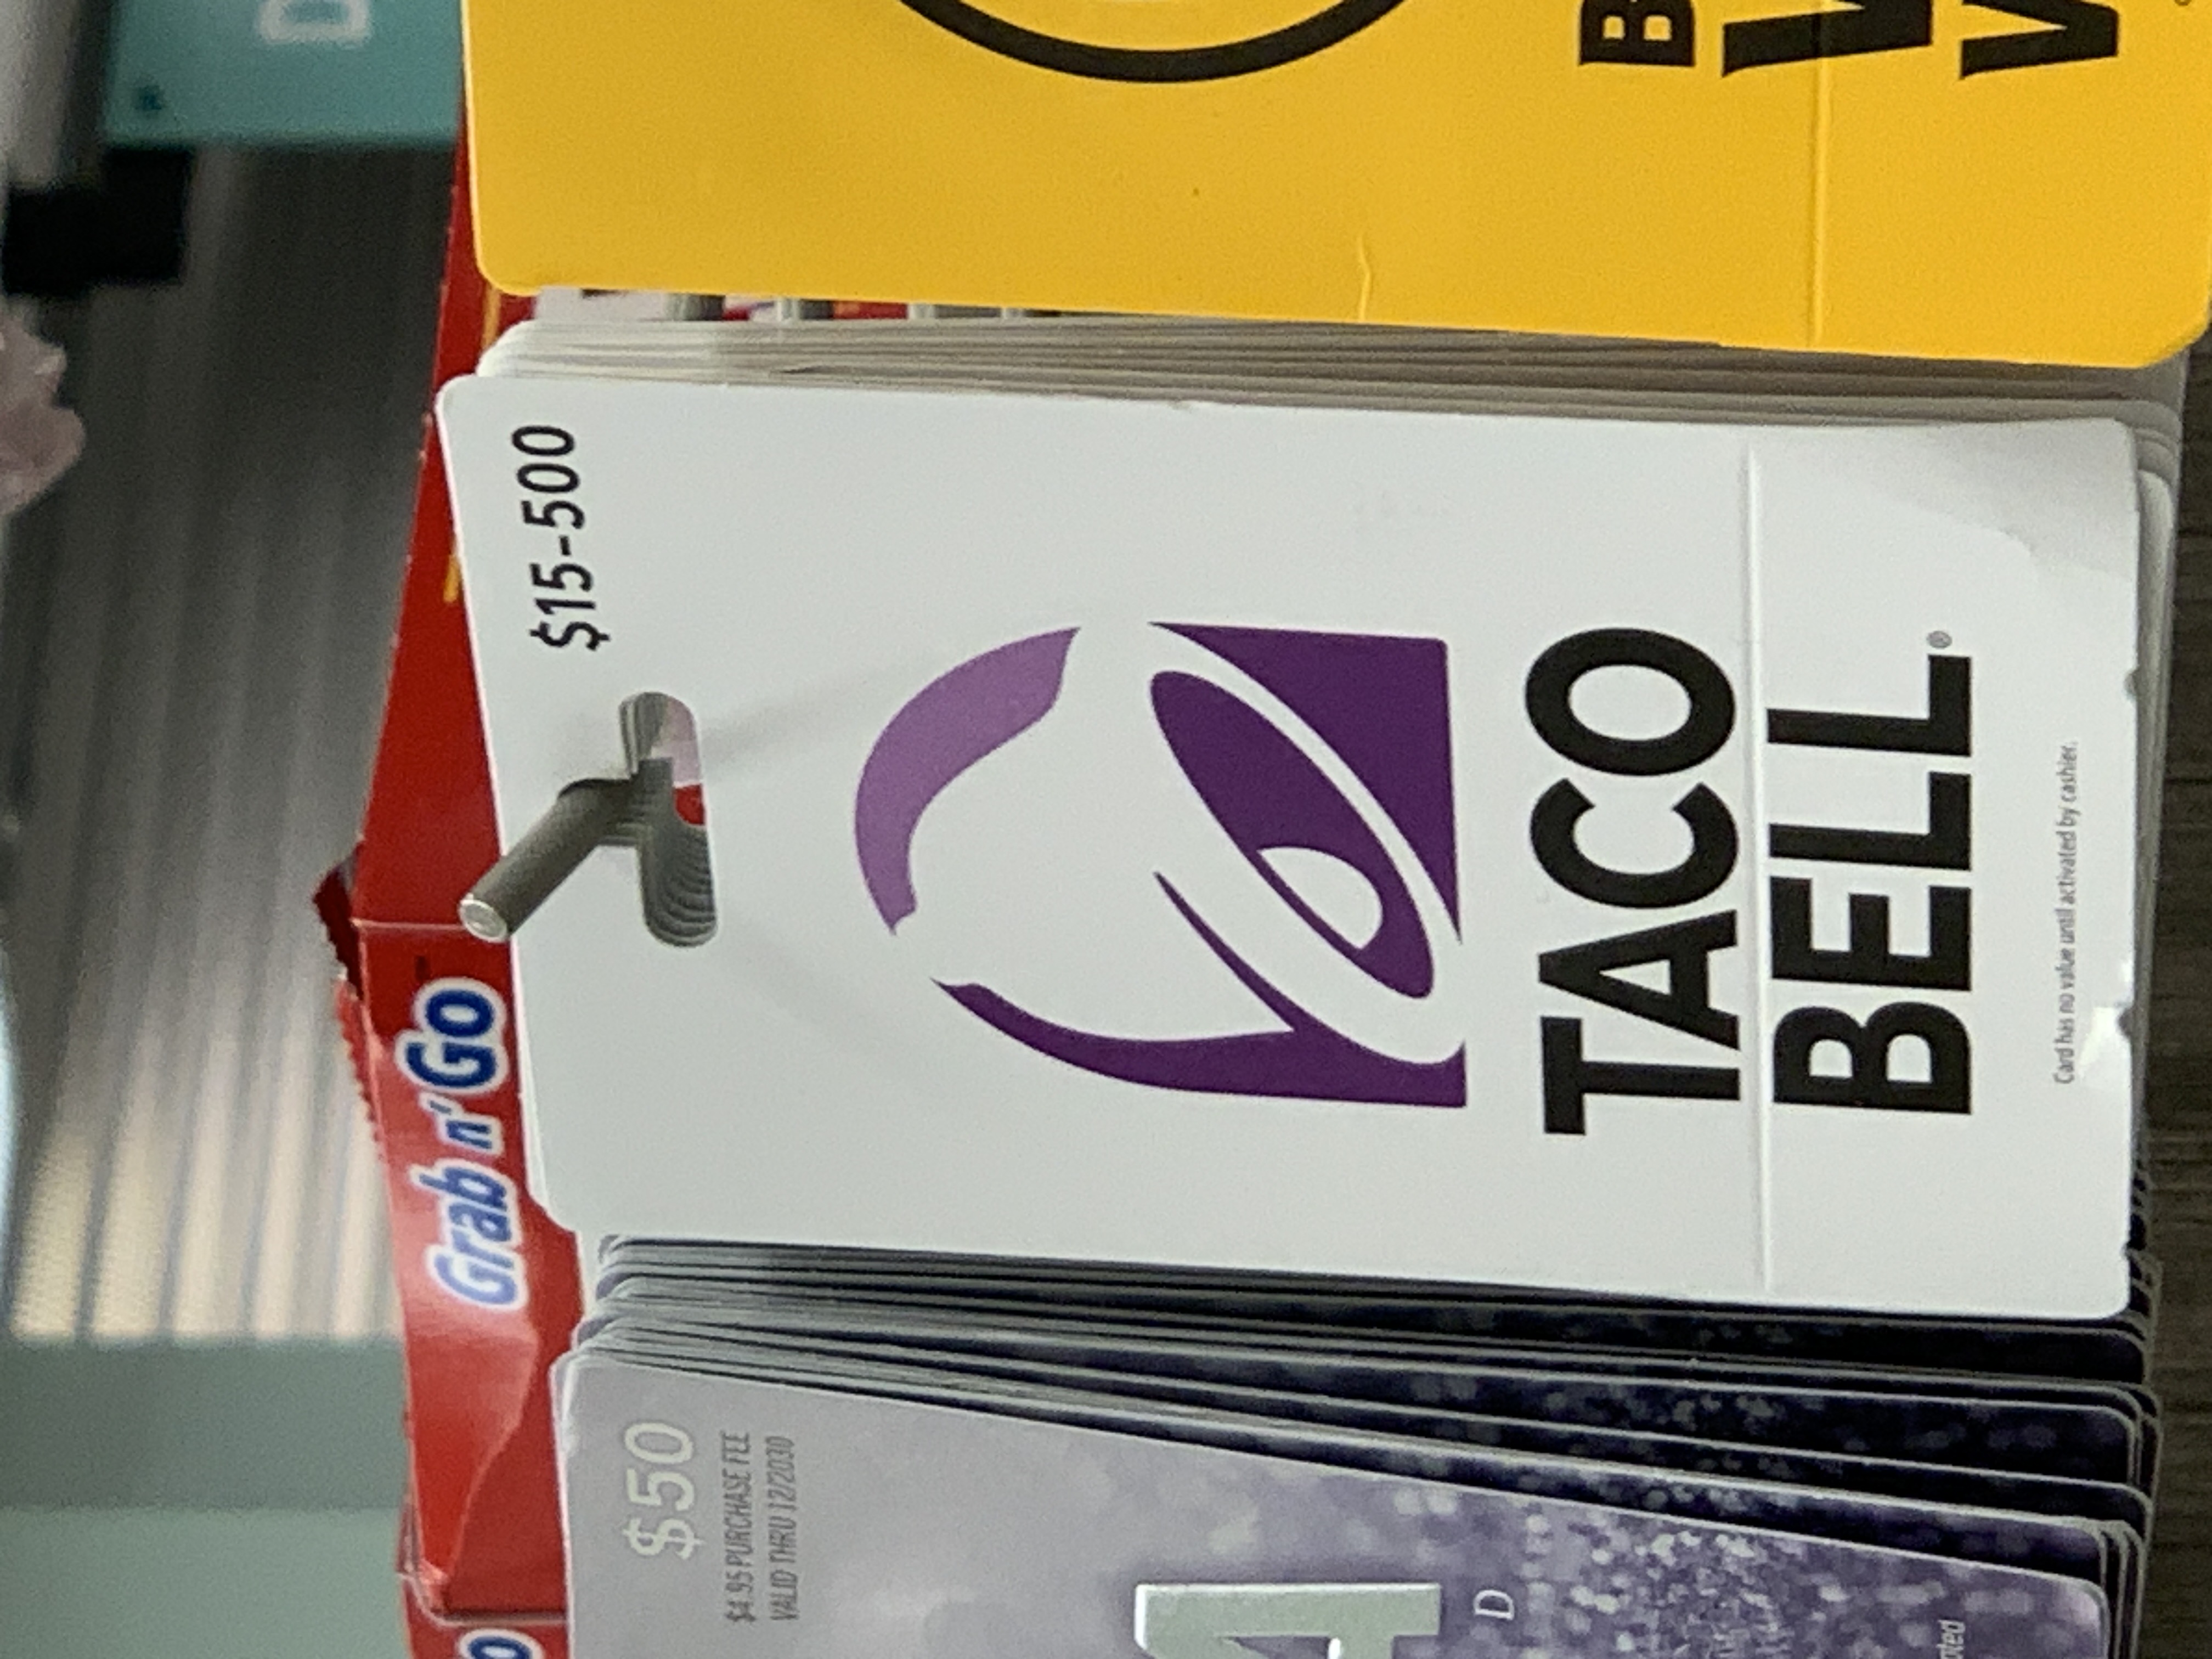 $15-500
TACO
BELL®
Card has no value until activated by cashier.
Grab n' Go
$50
$4.95 PURCHASE FEE
VALID THRU 12/2030
A
D
B